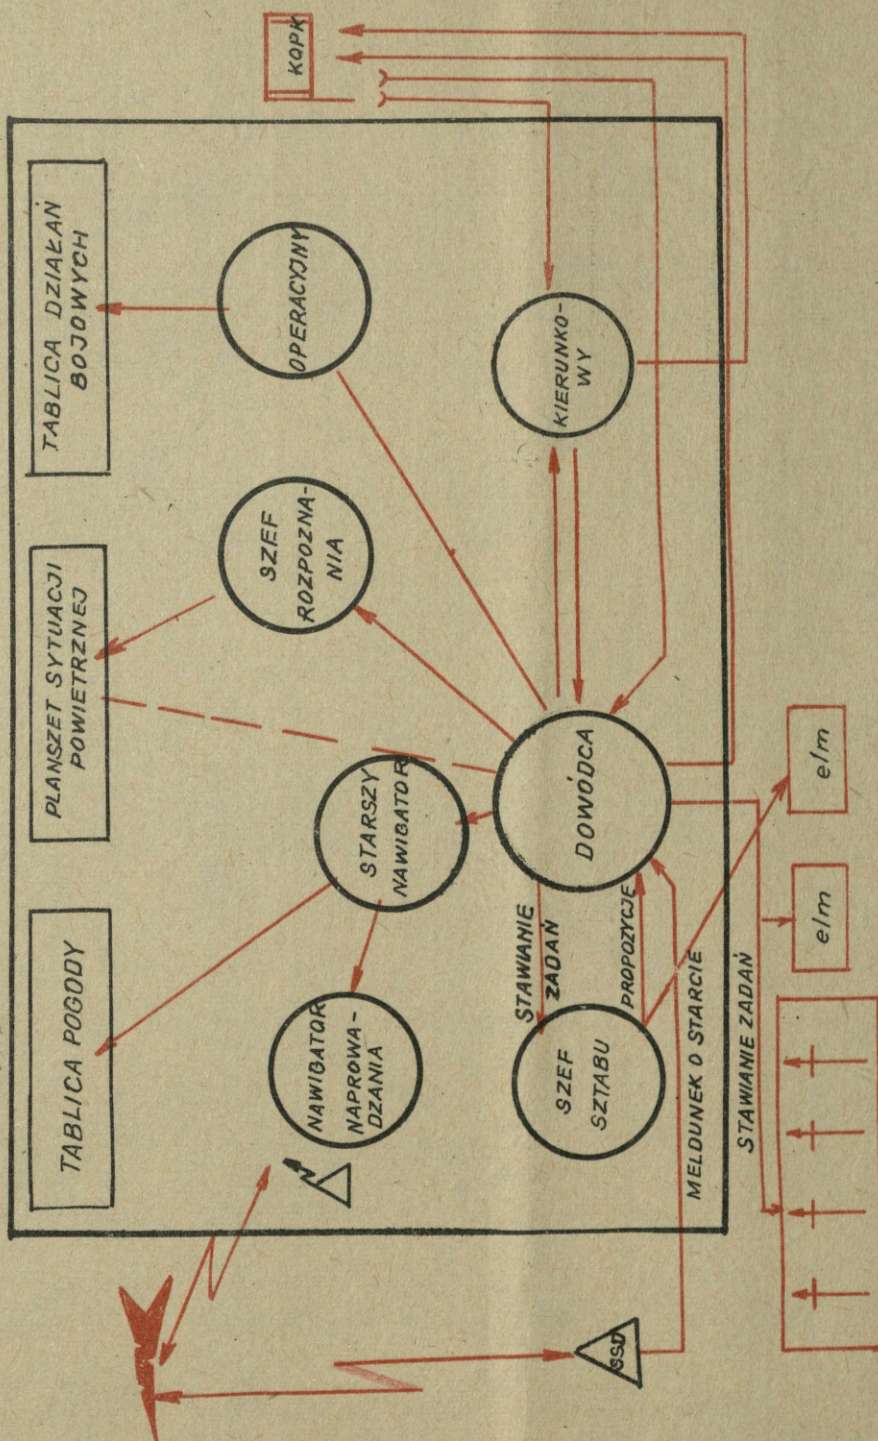 TABLICA POGODY
PLANSZET SYTUACJI
POWIETRZNEJ
TABLICA DZIAŁAŃ
BOJOWYCH
KOPK
NAWIGATOR
NAPROWA-
DZANIA
STARSZY
NAWIGATOR
SZEF
ROZPOZNA-
NIA
OPERACYJNY
SZEF
SZTABU
STAWIANIE
ZADAŃ
PROPOZYCJE
DOWÓDCA
KIERUNKO-
WY
SSD
MELDUNEK O STARCIE
STAWIANIE ZADAŃ
e/m
e/m